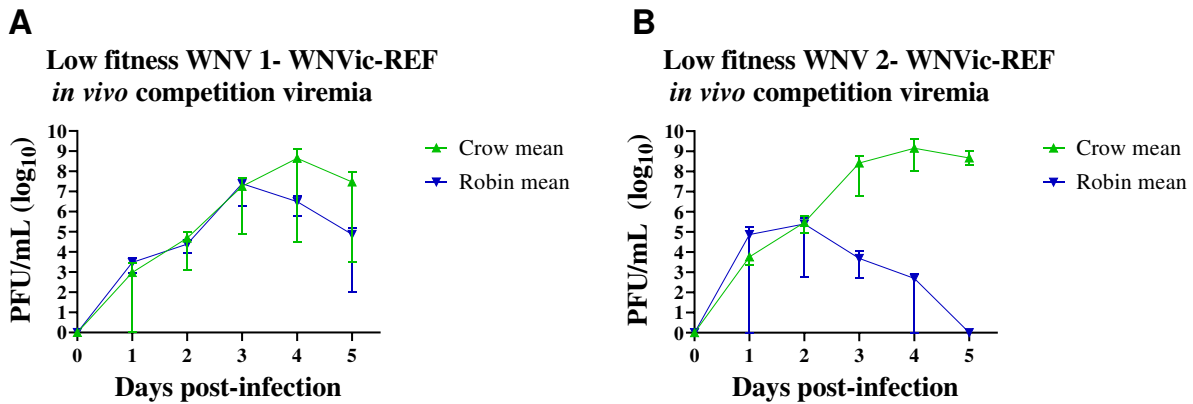 A
Low fitness WNV 1- WNVic-REF
in vivo competition viremia
PFU/mL (log10)
10
9
8
7
6
5
4
3
2
1
0
0 1 2 3 4 5
Days post-infection
Crow mean
Robin mean
B
Low fitness WNV 2- WNVic-REF
in vivo competition viremia
PFU/mL (log10)
10
9
8
7
6
5
4
3
2
1
0
0 1 2 3 4 5
Days post-infection
Crow mean
Robin mean